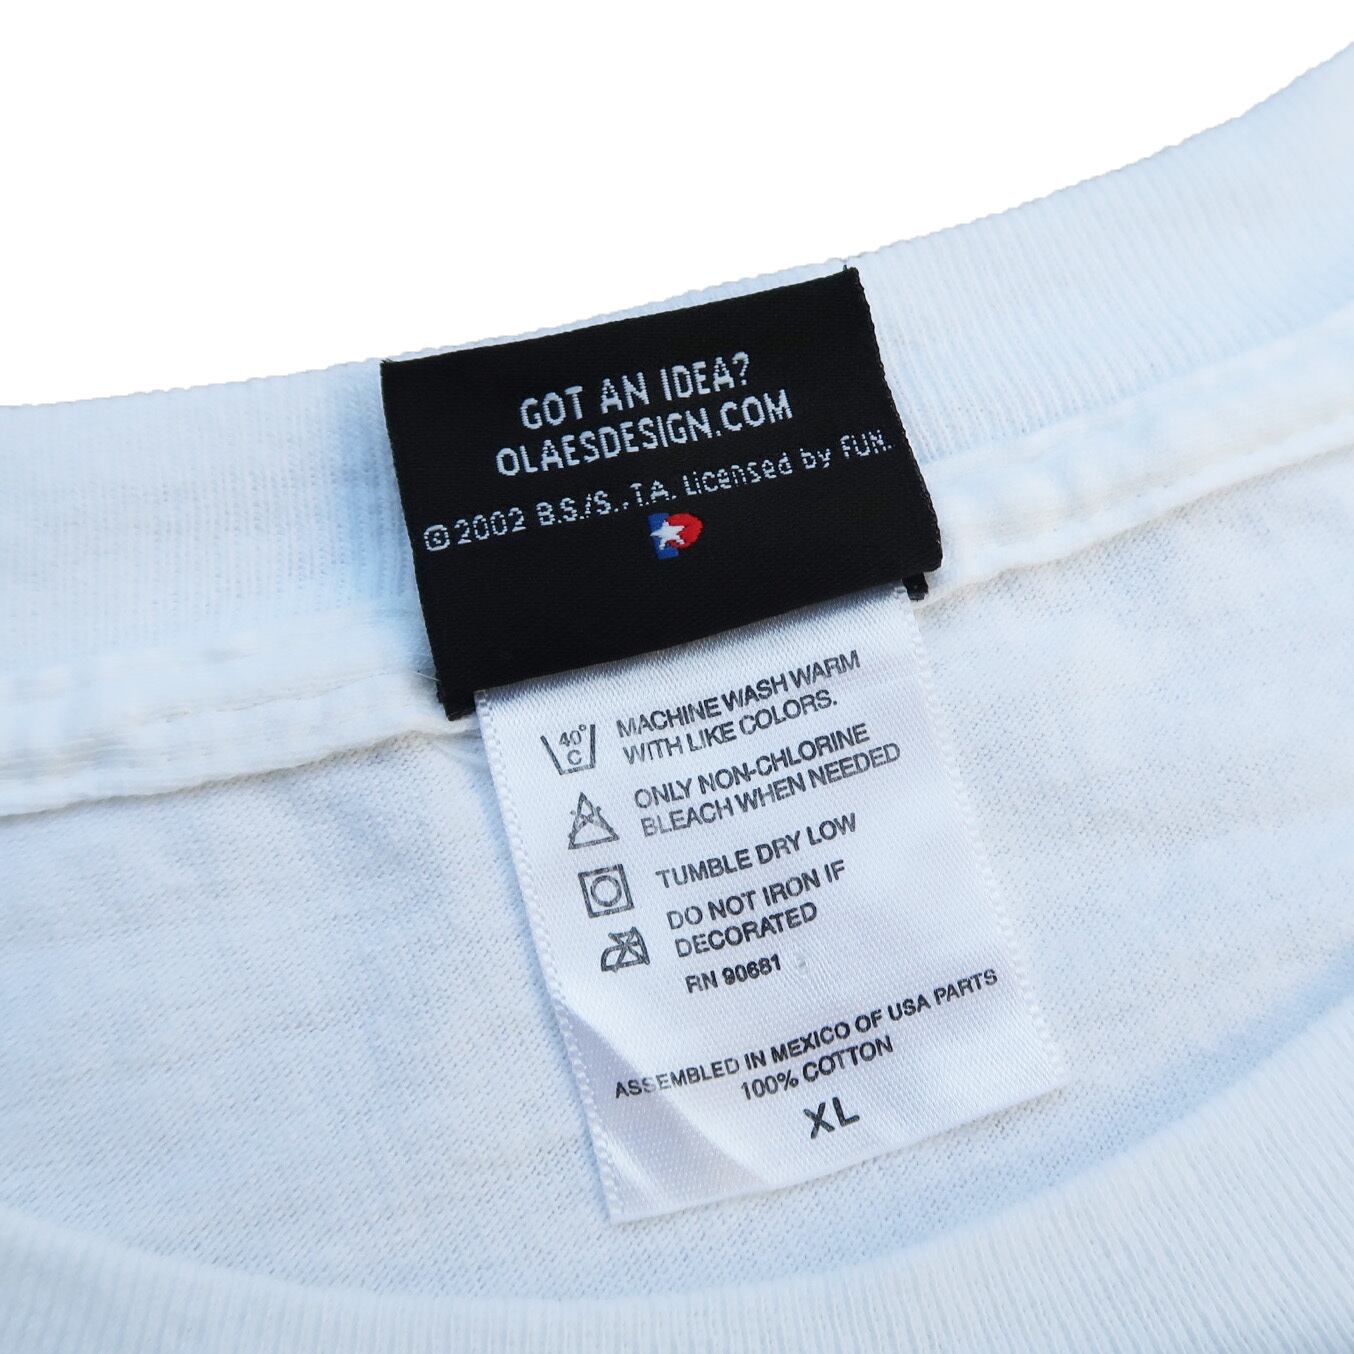 GOT AN IDEA?
OLAESDESIGN.COM
©2002 B.S./S.,T.A. Licensed by FUN.
40°
C
MACHINE WASH WARM
WITH LIKE COLORS.
ONLY NON-CHLORINE
BLEACH WHEN NEEDED
TUMBLE DRY LOW
DO NOT IRON IF
DECORATED
RN 90681
ASSEMBLED IN MEXICO OF USA PARTS
100% COTTON
XL